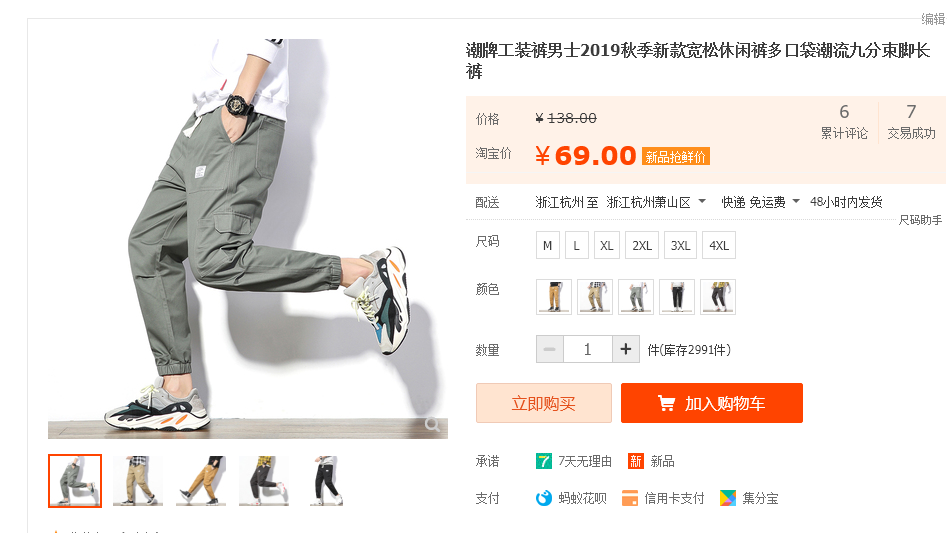 编辑
潮牌工装裤男士2019秋季新款宽松休闲裤多口袋潮流九分束脚长
裤
价格 ¥ 138.00
6 7
累计评论 交易成功
淘宝价 ¥ 69.00 新品抢鲜价
配送 浙江杭州 至 浙江杭州萧山区 快递 免运费 48小时内发货
尺码助手
尺码 M L XL 2XL 3XL 4XL
颜色
数量 1 件(库存2991件)
立即购买 加入购物车
承诺 7 7天无理由 新 新品
支付 蚂蚁花呗 信用卡支付 集分宝